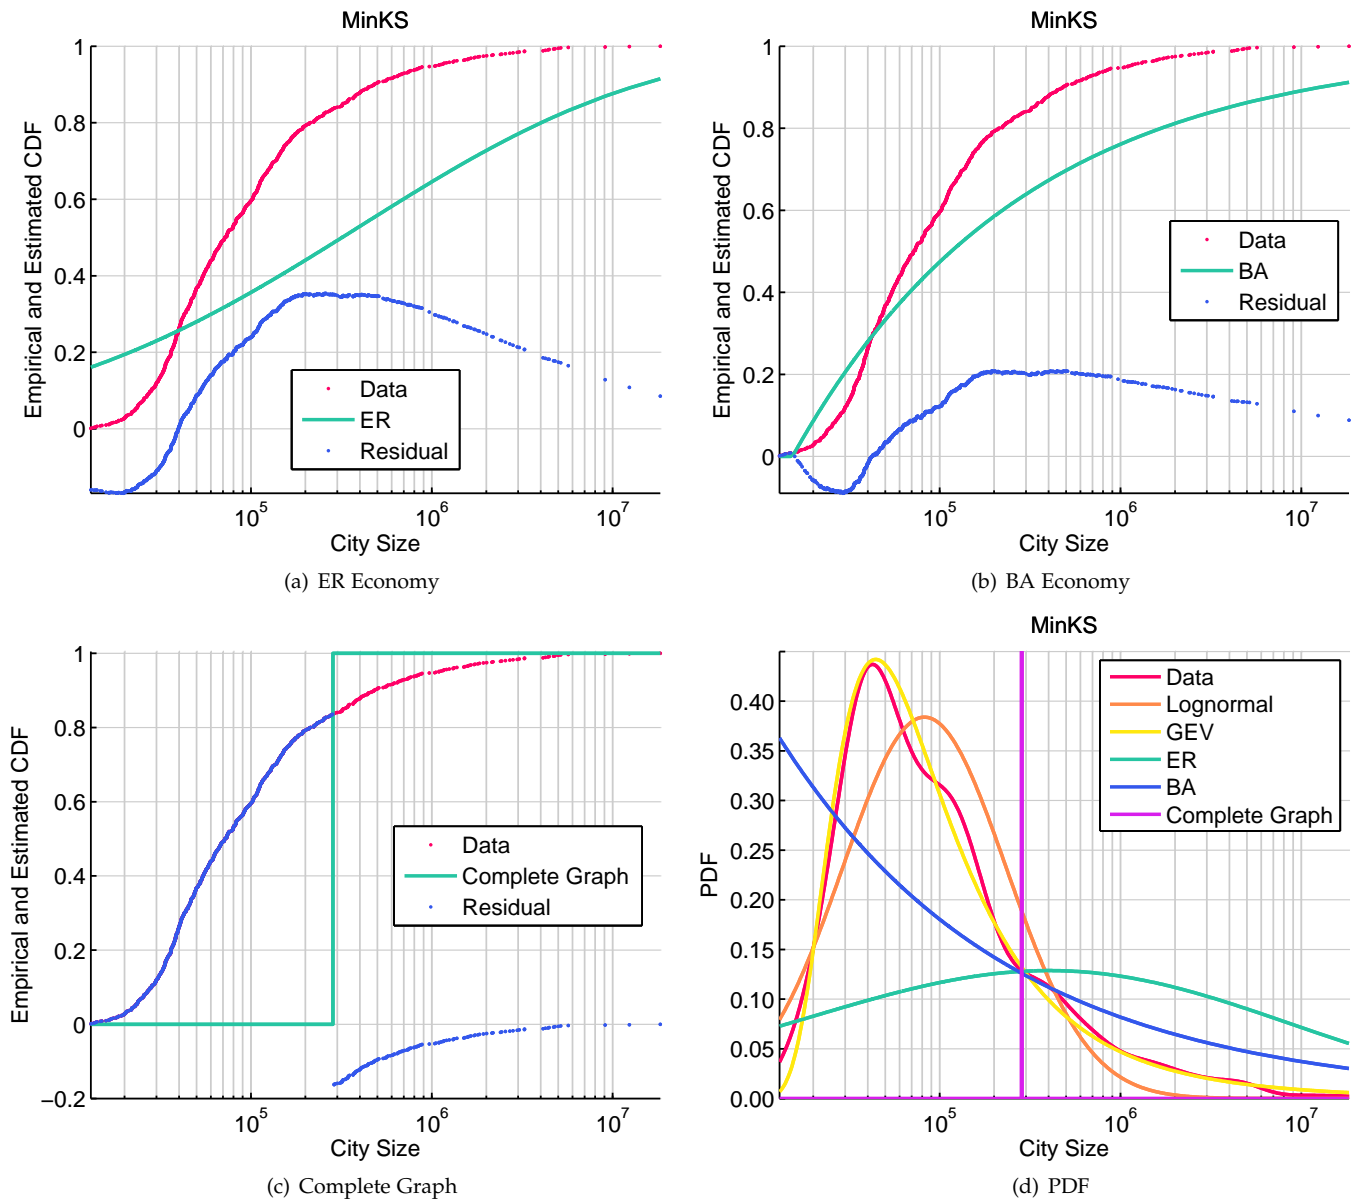 MinKS
1
0.8
0.6
0.4
0.2
0
Empirical and Estimated CDF
Data
ER
Residual
10^5
10^6
10^7
City Size
(a) ER Economy
MinKS
1
0.8
0.6
0.4
0.2
0
Empirical and Estimated CDF
Data
BA
Residual
10^5
10^6
10^7
City Size
(b) BA Economy
1
0.8
0.6
0.4
0.2
0
−0.2
Empirical and Estimated CDF
Data
Complete Graph
Residual
10^5
10^6
10^7
City Size
(c) Complete Graph
MinKS
0.40
0.35
0.30
0.25
0.20
0.15
0.10
0.05
0.00
PDF
Data
Lognormal
GEV
ER
BA
Complete Graph
10^5
10^6
10^7
City Size
(d) PDF